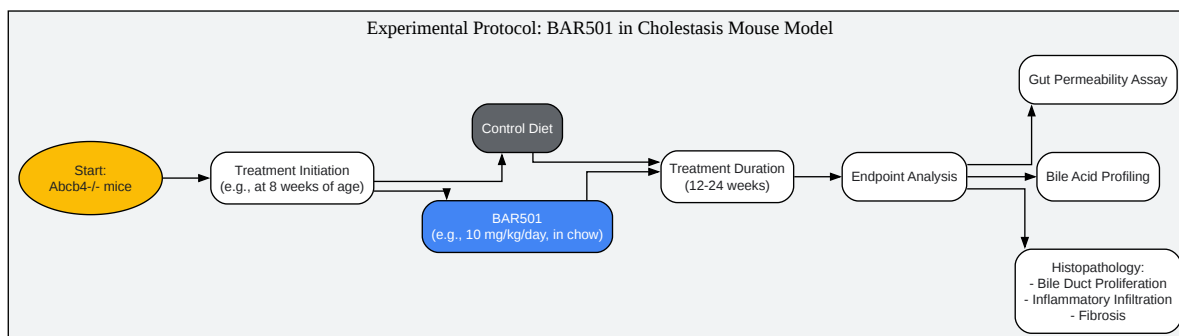 Experimental Protocol: BAR501 in Cholestasis Mouse Model
Start:
Abcb4-/- mice
Treatment Initiation
(e.g., at 8 weeks of age)
Control Diet
BAR501
(e.g., 10 mg/kg/day, in chow)
Treatment Duration
(12-24 weeks)
Endpoint Analysis
Gut Permeability Assay
Bile Acid Profiling
Histopathology:
- Bile Duct Proliferation
- Inflammatory Infiltration
- Fibrosis